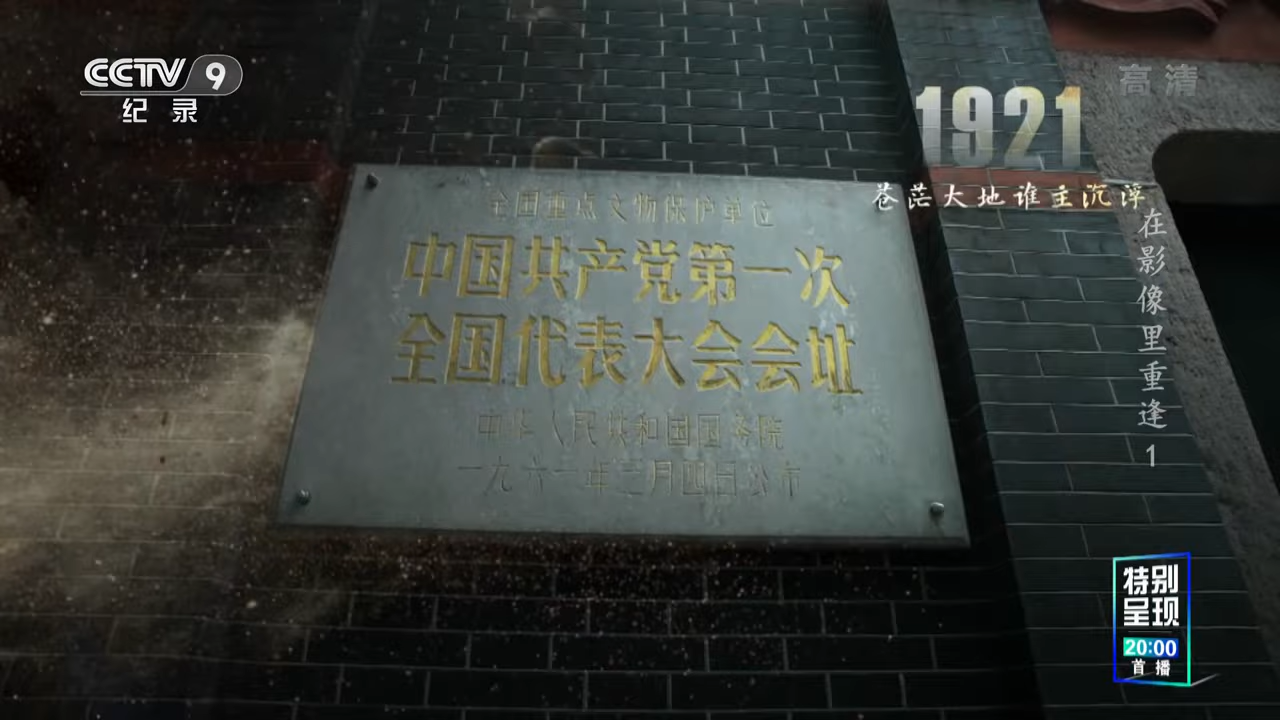 CCTV 9
纪录
高清
1921
苍茫大地谁主沉浮
在影像里重逢 1
全国重点文物保护单位
中国共产党第一次
全国代表大会会址
中华人民共和国国务院
一九六一年三月四日公布
特别
呈现
20:00
首播